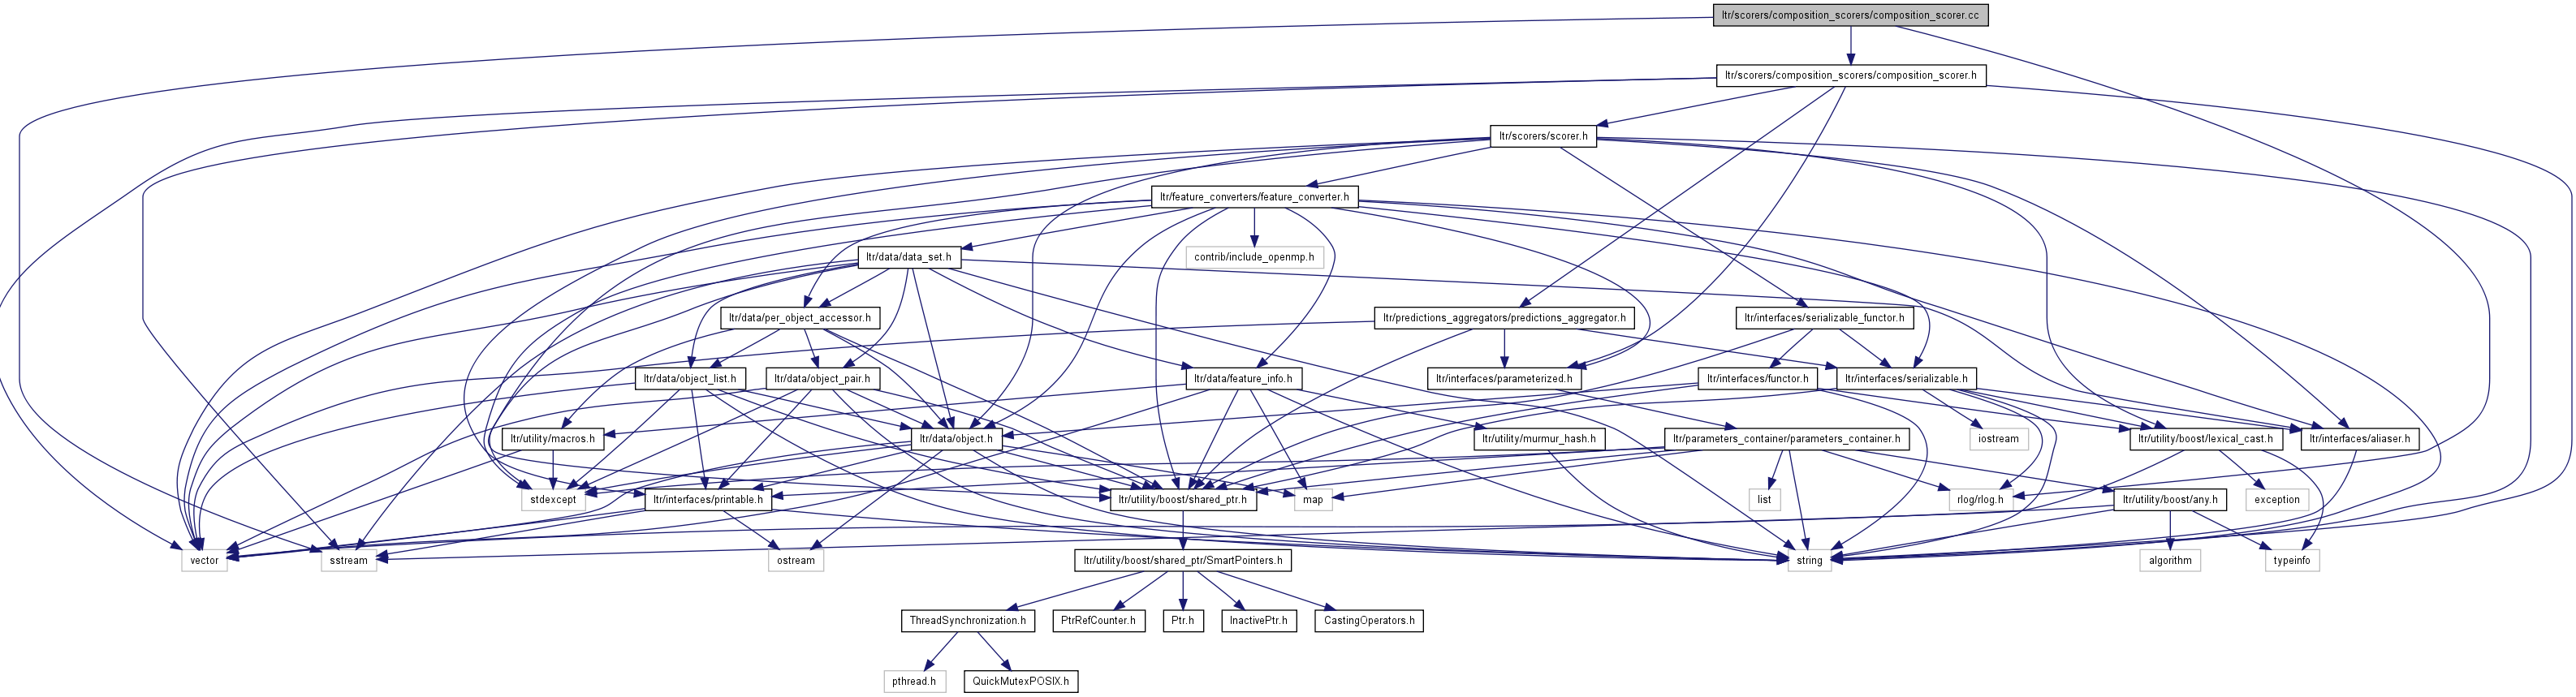 ltr/scorers/composition_scorers/composition_scorer.cc
ltr/scorers/composition_scorers/composition_scorer.h
ltr/scorers/scorer.h
ltr/feature_converters/feature_converter.h
ltr/data/data_set.h
contrib/include_openmp.h
ltr/data/per_object_accessor.h
ltr/predictions_aggregators/predictions_aggregator.h
ltr/interfaces/serializable_functor.h
ltr/data/object_list.h
ltr/data/object_pair.h
ltr/data/feature_info.h
ltr/interfaces/parameterized.h
ltr/interfaces/functor.h
ltr/interfaces/serializable.h
ltr/utility/macros.h
ltr/data/object.h
ltr/utility/murmur_hash.h
ltr/parameters_container/parameters_container.h
iostream
ltr/utility/boost/lexical_cast.h
ltr/interfaces/aliaser.h
stdexcept
ltr/interfaces/printable.h
ltr/utility/boost/shared_ptr.h
map
list
rlog/rlog.h
ltr/utility/boost/any.h
exception
vector
sstream
ostream
ltr/utility/boost/shared_ptr/SmartPointers.h
string
algorithm
typeinfo
ThreadSynchronization.h
PtrRefCounter.h
Ptr.h
InactivePtr.h
CastingOperators.h
pthread.h
QuickMutexPOSIX.h